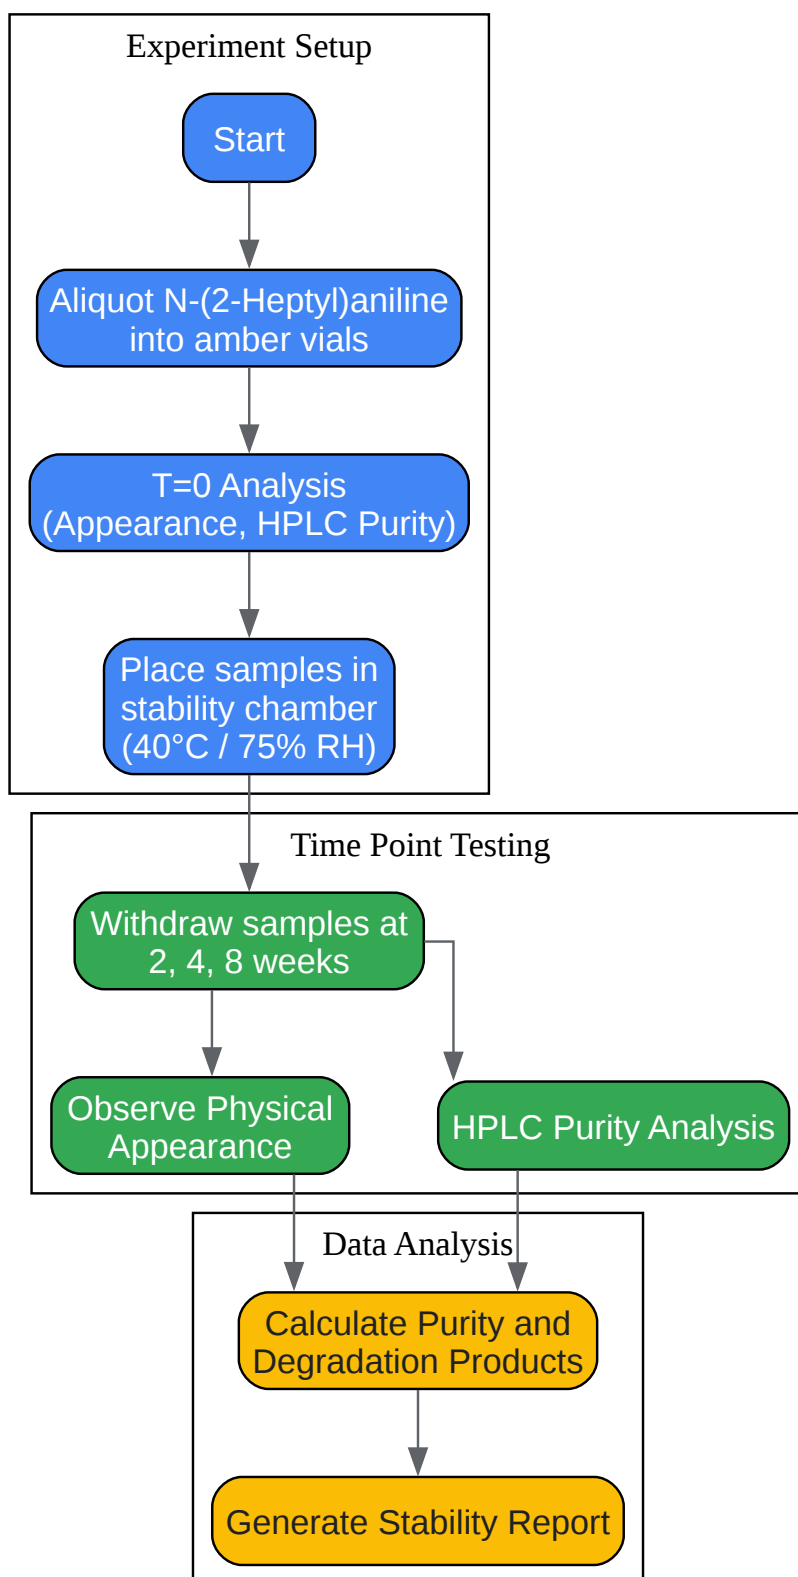 Experiment Setup
Start
Aliquot N-(2-Heptyl)aniline
into amber vials
T=0 Analysis
(Appearance, HPLC Purity)
Place samples in
stability chamber
(40°C / 75% RH)
Time Point Testing
Withdraw samples at
2, 4, 8 weeks
Observe Physical
Appearance
HPLC Purity Analysis
Data Analysis
Calculate Purity and
Degradation Products
Generate Stability Report